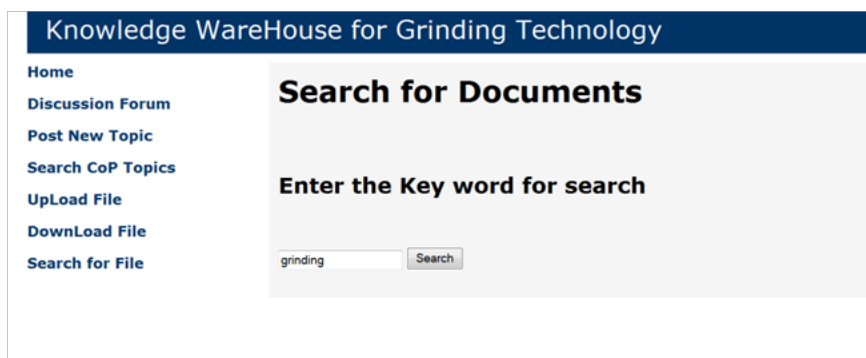 Knowledge WareHouse for Grinding Technology
Home
Discussion Forum
Post New Topic
Search CoP Topics
UpLoad File
DownLoad File
Search for File
Search for Documents
Enter the Key word for search
grinding Search